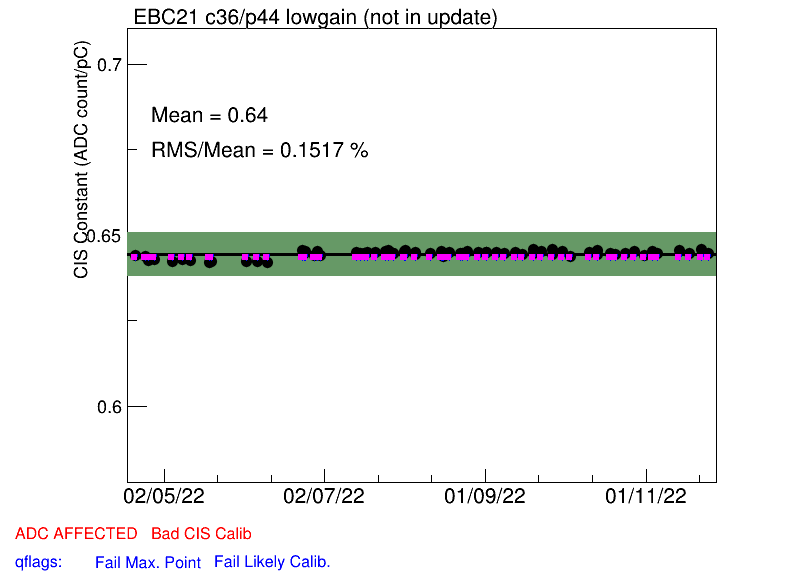 EBC21 c36/p44 lowgain (not in update)
CIS Constant (ADC count/pC)
0.7
Mean = 0.64
RMS/Mean = 0.1517 %
0.65
0.6
02/05/22 02/07/22 01/09/22 01/11/22
ADC AFFECTED Bad CIS Calib
qflags: Fail Max. Point Fail Likely Calib.